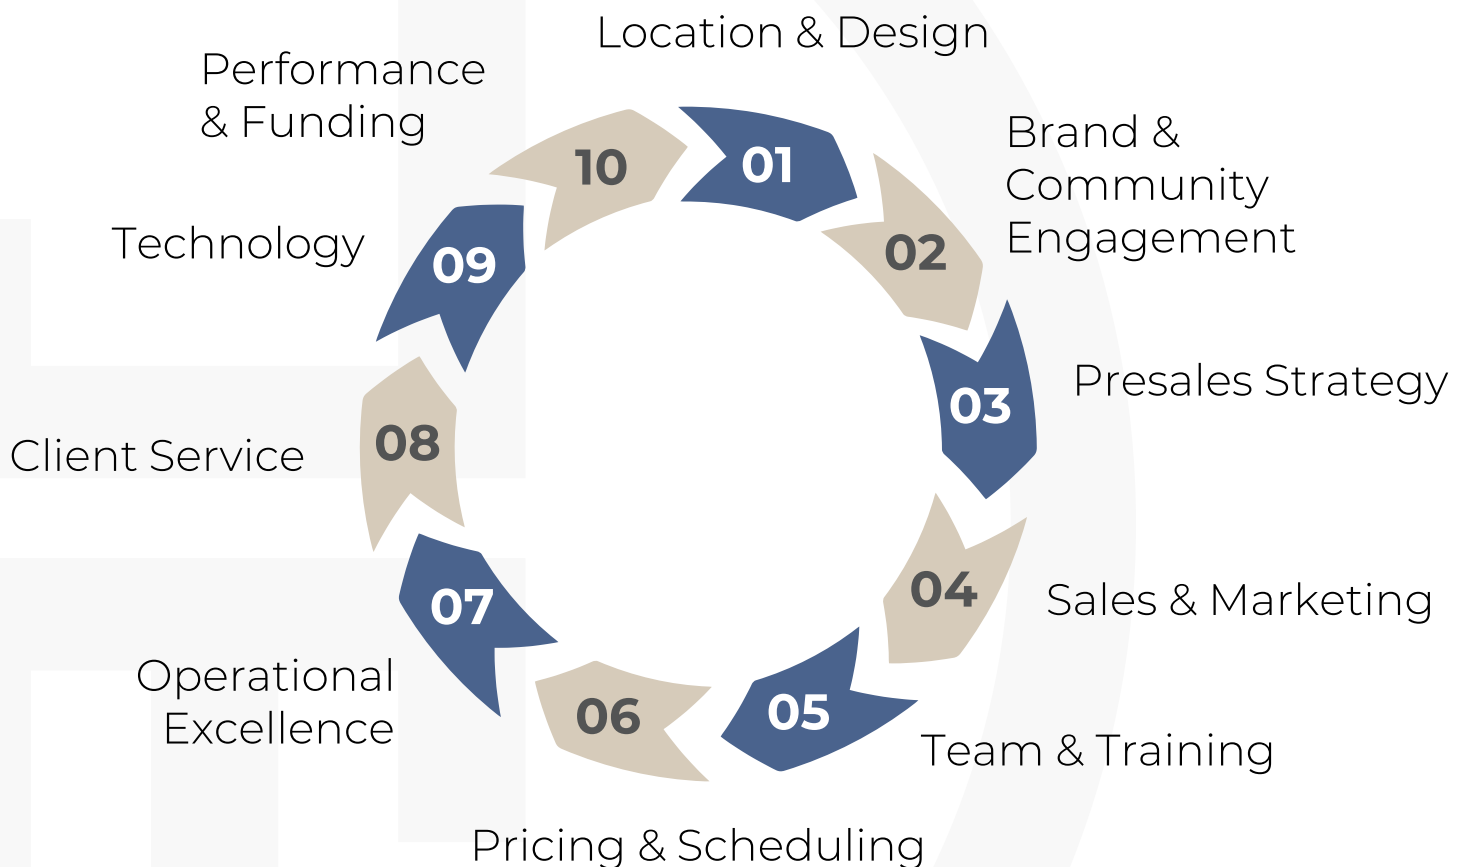 Location & Design
01
Brand &
Community
Engagement
02
Presales Strategy
03
Sales & Marketing
04
Team & Training
05
Pricing & Scheduling
06
Operational
Excellence
07
Client Service
08
Technology
09
Performance
& Funding
10